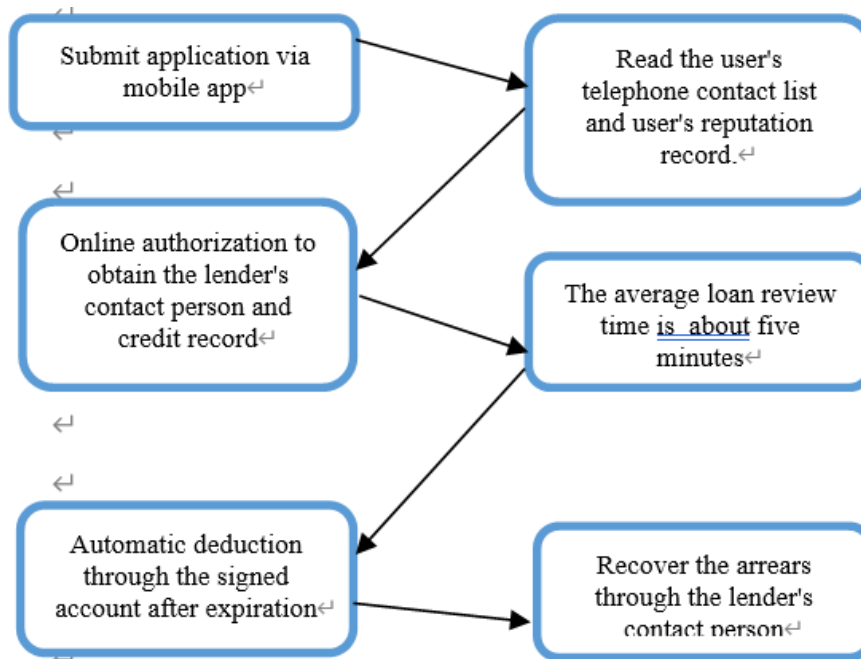 Submit application via
mobile app
Read the user's
telephone contact list
and user's reputation
record.
Online authorization to
obtain the lender's
contact person and
credit record
The average loan review
time is  about five
minutes
Automatic deduction
through the signed
account after expiration
Recover the arrears
through the lender's
contact person